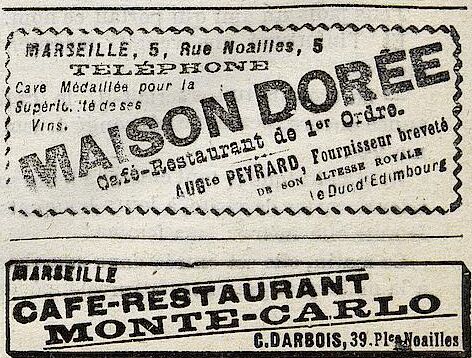 MARSEILLE, 5, Rue Noailles, 5
TÉLÉPHONE
Cave Médaillée pour la
Supériorité de ses
Vins.
MAISON DORÉE
Café-Restaurant de 1er Ordre.
AUGte PEYRARD, Fournisseur breveté
DE SON ALTESSE ROYALE
le Duc d'Edimbourg
MARSEILLE
CAFE-RESTAURANT
MONTE-CARLO
C. DARBOIS, 39. Plce Noailles